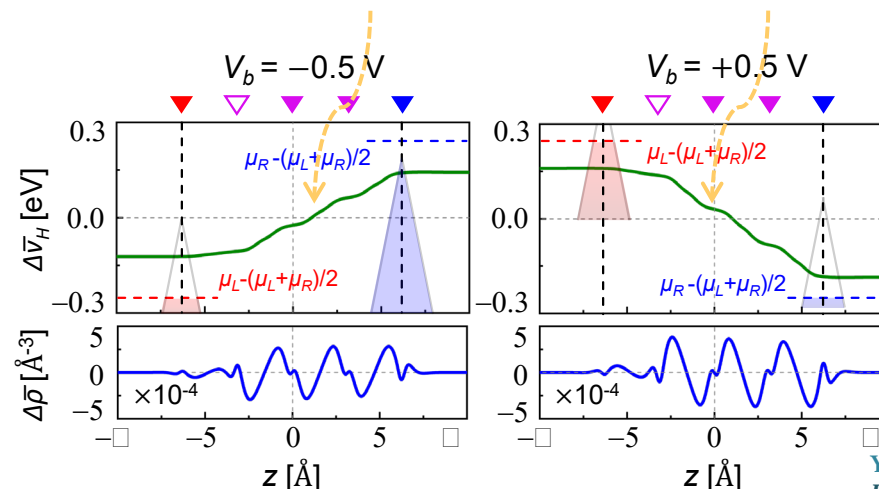 V_b = −0.5 V
V_b = +0.5 V
0.3
0.0
−0.3
Δv̄_H [eV]
μ_R-(μ_L+μ_R)/2
μ_L-(μ_L+μ_R)/2
0.3
0.0
−0.3
μ_L-(μ_L+μ_R)/2
μ_R-(μ_L+μ_R)/2
5
0
−5
Δρ̄ [Å⁻³]
×10⁻⁴
5
0
−5
×10⁻⁴
−□ −5 0 5 □
−□ −5 0 5 □
z [Å]
z [Å]